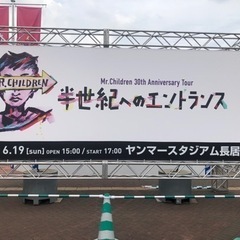 MR.CHILDREN
Mr.Children 30th Anniversary Tour
半世紀へのエントランス
6.19 [sun] OPEN 15:00 / START 17:00 ヤンマースタジアム長居